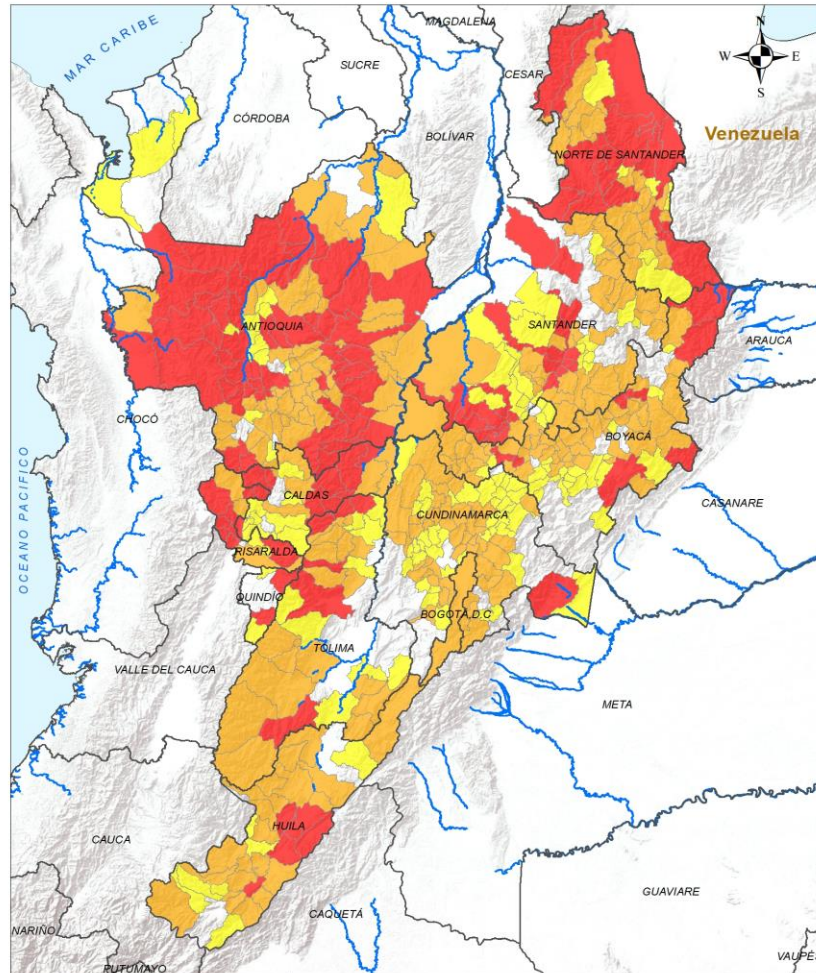 MAGDALENA
MAR CARIBE
SUCRE
CESAR
N
W E
S
CÓRDOBA
BOLÍVAR
Venezuela
NORTE DE SANTANDER
ANTIOQUIA
SANTANDER
ARAUCA
CHOCÓ
BOYACÁ
CALDAS
CUNDINAMARCA
CASANARE
OCEANO PACIFICO
RISARALDA
QUINDÍO
BOGOTÁ D.C
TOLIMA
VALLE DEL CAUCA
META
HUILA
CAUCA
GUAVIARE
CAQUETÁ
NARIÑO
PUTUMAYO
VAUPÉS